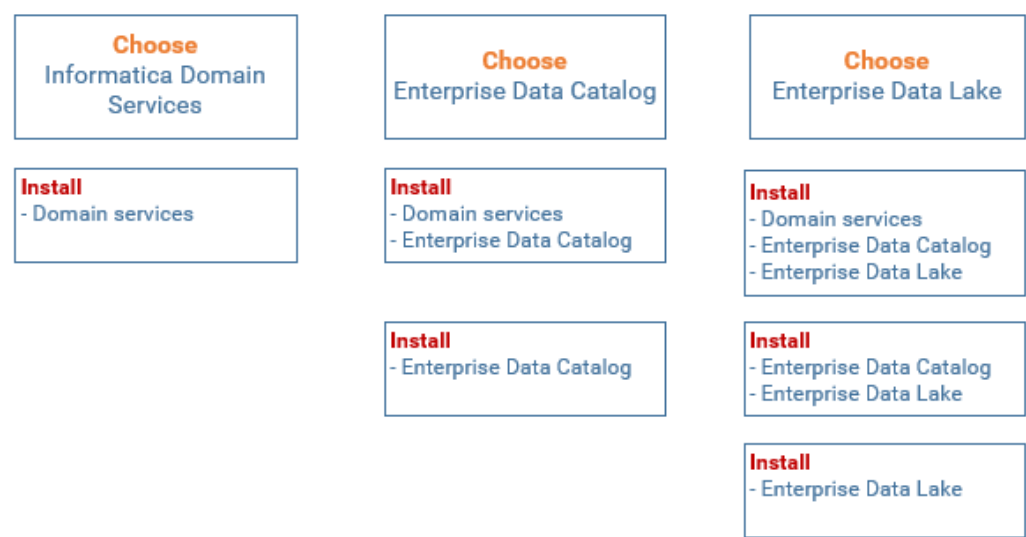 Choose
Informatica Domain
Services
Choose
Enterprise Data Catalog
Choose
Enterprise Data Lake
Install
- Domain services
Install
- Domain services
- Enterprise Data Catalog
Install
- Domain services
- Enterprise Data Catalog
- Enterprise Data Lake
Install
- Enterprise Data Catalog
Install
- Enterprise Data Catalog
- Enterprise Data Lake
Install
- Enterprise Data Lake